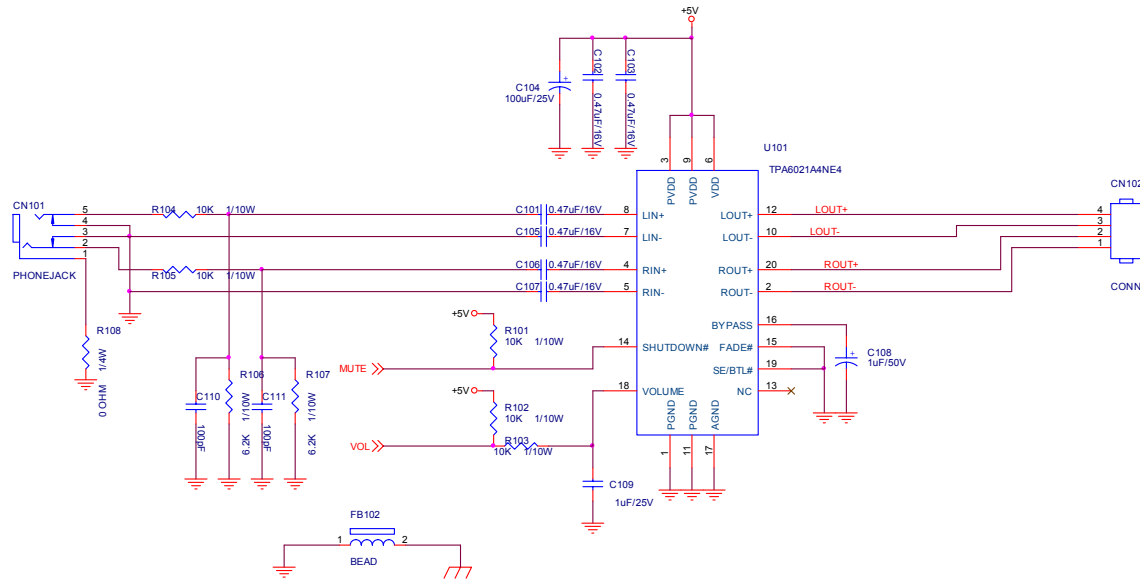 +5V
C104
100uF/25V
C102
0.47uF/16V
C103
0.47uF/16V
U101
TPA6021A4NE4
3
9
6
PVDD
PVDD
VDD
CN101
5
4
3
2
1
PHONEJACK
R104
10K
1/10W
R105
10K
1/10W
C101
0.47uF/16V
C105
0.47uF/16V
C106
0.47uF/16V
C107
0.47uF/16V
8
LIN+
7
LIN-
4
RIN+
5
RIN-
14
SHUTDOWN#
18
VOLUME
LOUT+
12
LOUT+
LOUT-
10
LOUT-
ROUT+
20
ROUT+
ROUT-
2
ROUT-
BYPASS
16
FADE#
15
SE/BTL#
19
NC
13
CN102
4
3
2
1
CONN
C108
1uF/50V
+5V
R101
10K
1/10W
MUTE
+5V
R102
10K
1/10W
VOL
R103
10K
1/10W
C109
1uF/25V
PGND
PGND
AGND
1
11
17
R108
1/4W
0 OHM
C110
100pF
R106
1/10W
6.2K
C111
100pF
R107
1/10W
6.2K
FB102
1
2
BEAD